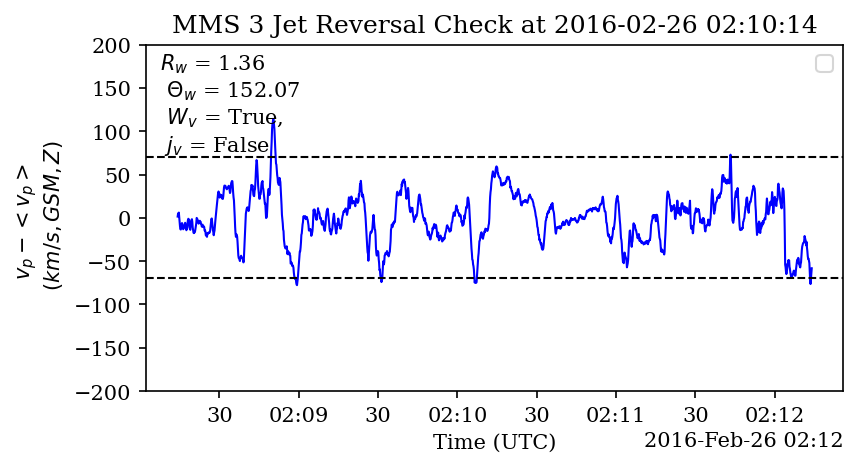 MMS 3 Jet Reversal Check at 2016-02-26 02:10:14
200
150
100
50
0
−50
−100
−150
−200
R_w = 1.36
Θ_w = 152.07
W_v = True,
j_v = False
v_p − < v_p >
(km/s, GSM, Z)
30 02:09 30 02:10 30 02:11 30 02:12
Time (UTC)
2016-Feb-26 02:12